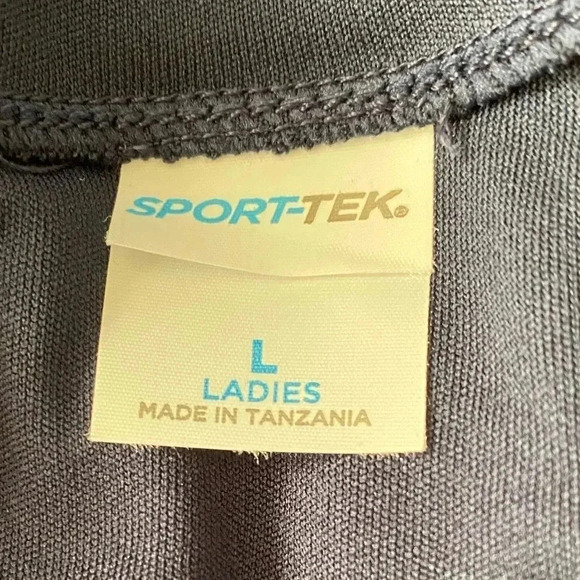 SPORT-TEK®
L
LADIES
MADE IN TANZANIA